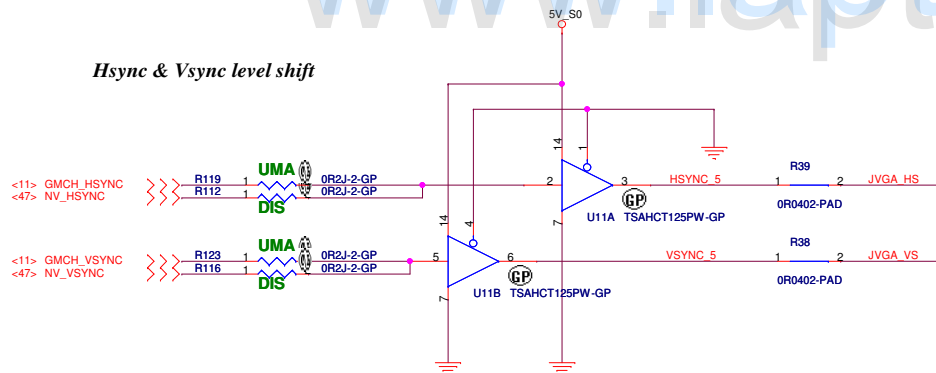 www.lapt
5V_S0
Hsync & Vsync level shift
14
1
R39
<11> GMCH_HSYNC
R119
1
UMA
0R2J-2-GP
2
3
HSYNC_5
1
2
JVGA_HS
<47> NV_HSYNC
R112
1
DIS
0R2J-2-GP
GP
0R0402-PAD
7
U11A TSAHCT125PW-GP
14
4
R38
<11> GMCH_VSYNC
R123
1
UMA
0R2J-2-GP
5
6
VSYNC_5
1
2
JVGA_VS
<47> NV_VSYNC
R116
1
DIS
0R2J-2-GP
GP
0R0402-PAD
7
U11B TSAHCT125PW-GP